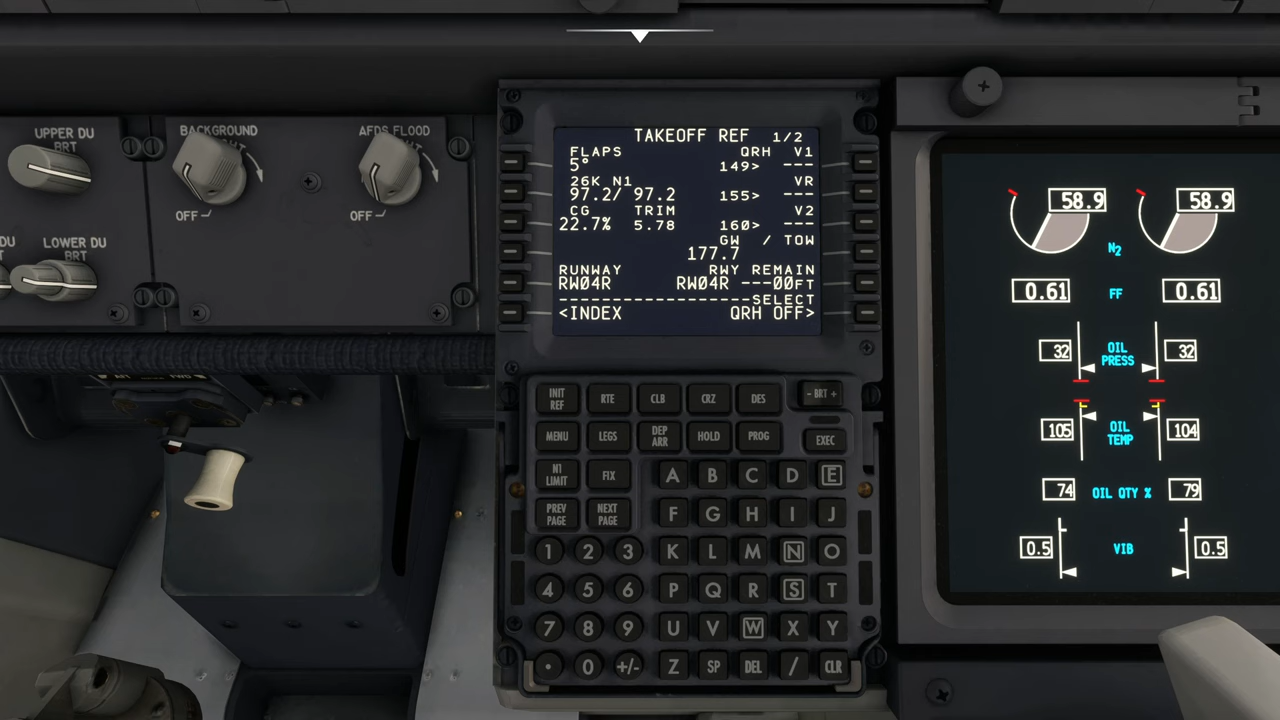 UPPER DU
BRT
BACKGROUND
AFDS FLOOD
OFF
OFF
DU
LOWER DU
BRT
TAKEOFF REF 1/2
FLAPS QRH V1
5° 149> ---
26K N1 VR
97.2/ 97.2 155> ---
CG TRIM V2
22.7% 5.78 160> ---
GW / TOW
177.7
RUNWAY RWY REMAIN
RW04R RW04R ---00FT
------------------SELECT
<INDEX QRH OFF>
INIT REF
RTE
CLB
CRZ
DES
- BRT +
MENU
LEGS
DEP ARR
HOLD
PROG
EXEC
N1 LIMIT
FIX
A B C D E
PREV PAGE
NEXT PAGE
F G H I J
1 2 3 K L M N O
4 5 6 P Q R S T
7 8 9 U V W X Y
. 0 +/- Z SP DEL / CLR
58.9 58.9
N2
0.61 FF 0.61
32 OIL PRESS 32
105 OIL TEMP 104
74 OIL QTY % 79
0.5 VIB 0.5